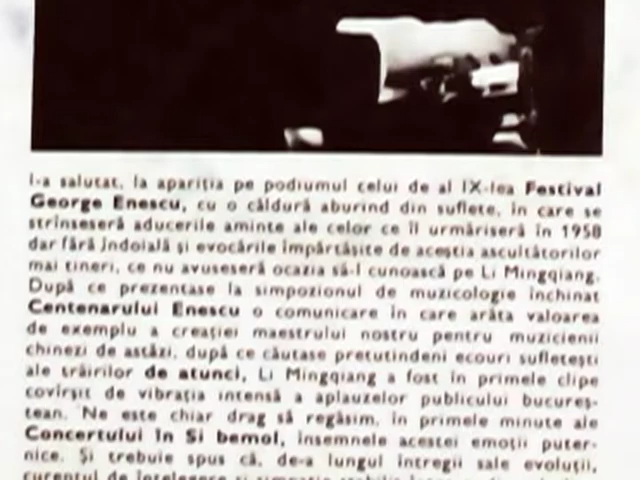 l-a salutat, la apariția pe podiumul celui de al IX-lea Festival
George Enescu, cu o căldură aburind din suflete, în care se
strînseseră aducerile aminte ale celor ce îl urmăriseră în 1958
dar fără îndoială și evocările împărtășite de aceștia ascultătorilor
mai tineri, ce nu avuseseră ocazia să-l cunoască pe Li Mingqiang.
După ce prezentase la simpozionul de muzicologie închinat
Centenarului Enescu o comunicare în care arăta valoarea
de exemplu a creației maestrului nostru pentru muzicienii
chinezi de astăzi, după ce căutase pretutindeni ecouri sufletești
ale trăirilor de atunci, Li Mingqiang a fost în primele clipe
covîrșit de vibrația intensă a aplauzelor publicului bucureș-
tean. Ne este chiar drag să regăsim, în primele minute ale
Concertului în Si bemol, însemnele acestei emoții puter-
nice. Și trebuie spus că, de-a lungul întregii sale evoluții,
curentul de înțelegere și simpatie